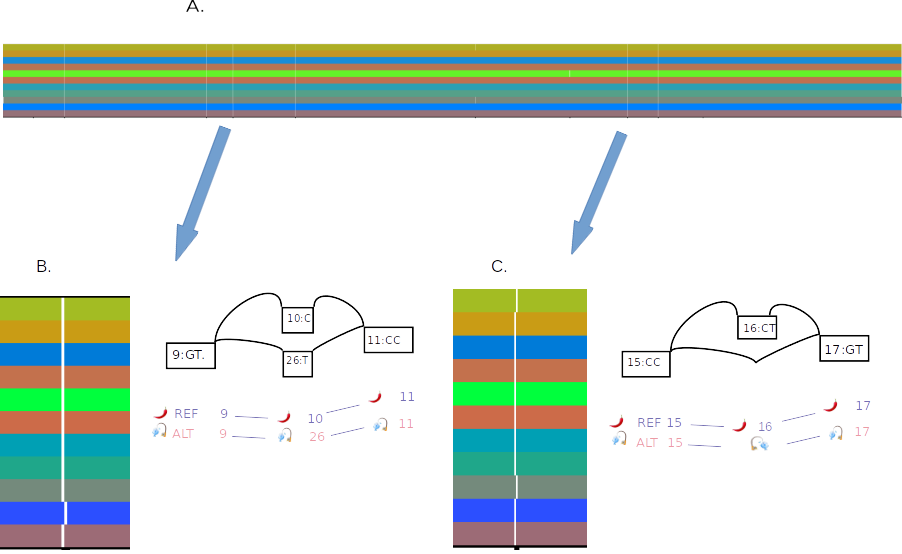 A.
B.
10:C
9:GT.
11:CC
26:T
REF 9 10 11
ALT 9 26 11
C.
16:CT
15:CC
17:GT
REF 15 16 17
ALT 15 17